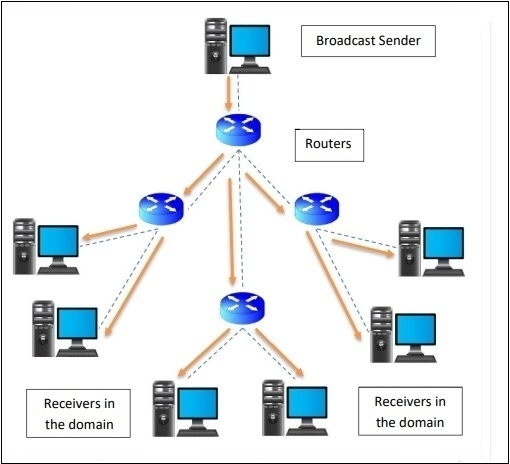 Broadcast Sender
Routers
Receivers in
the domain
Receivers in
the domain